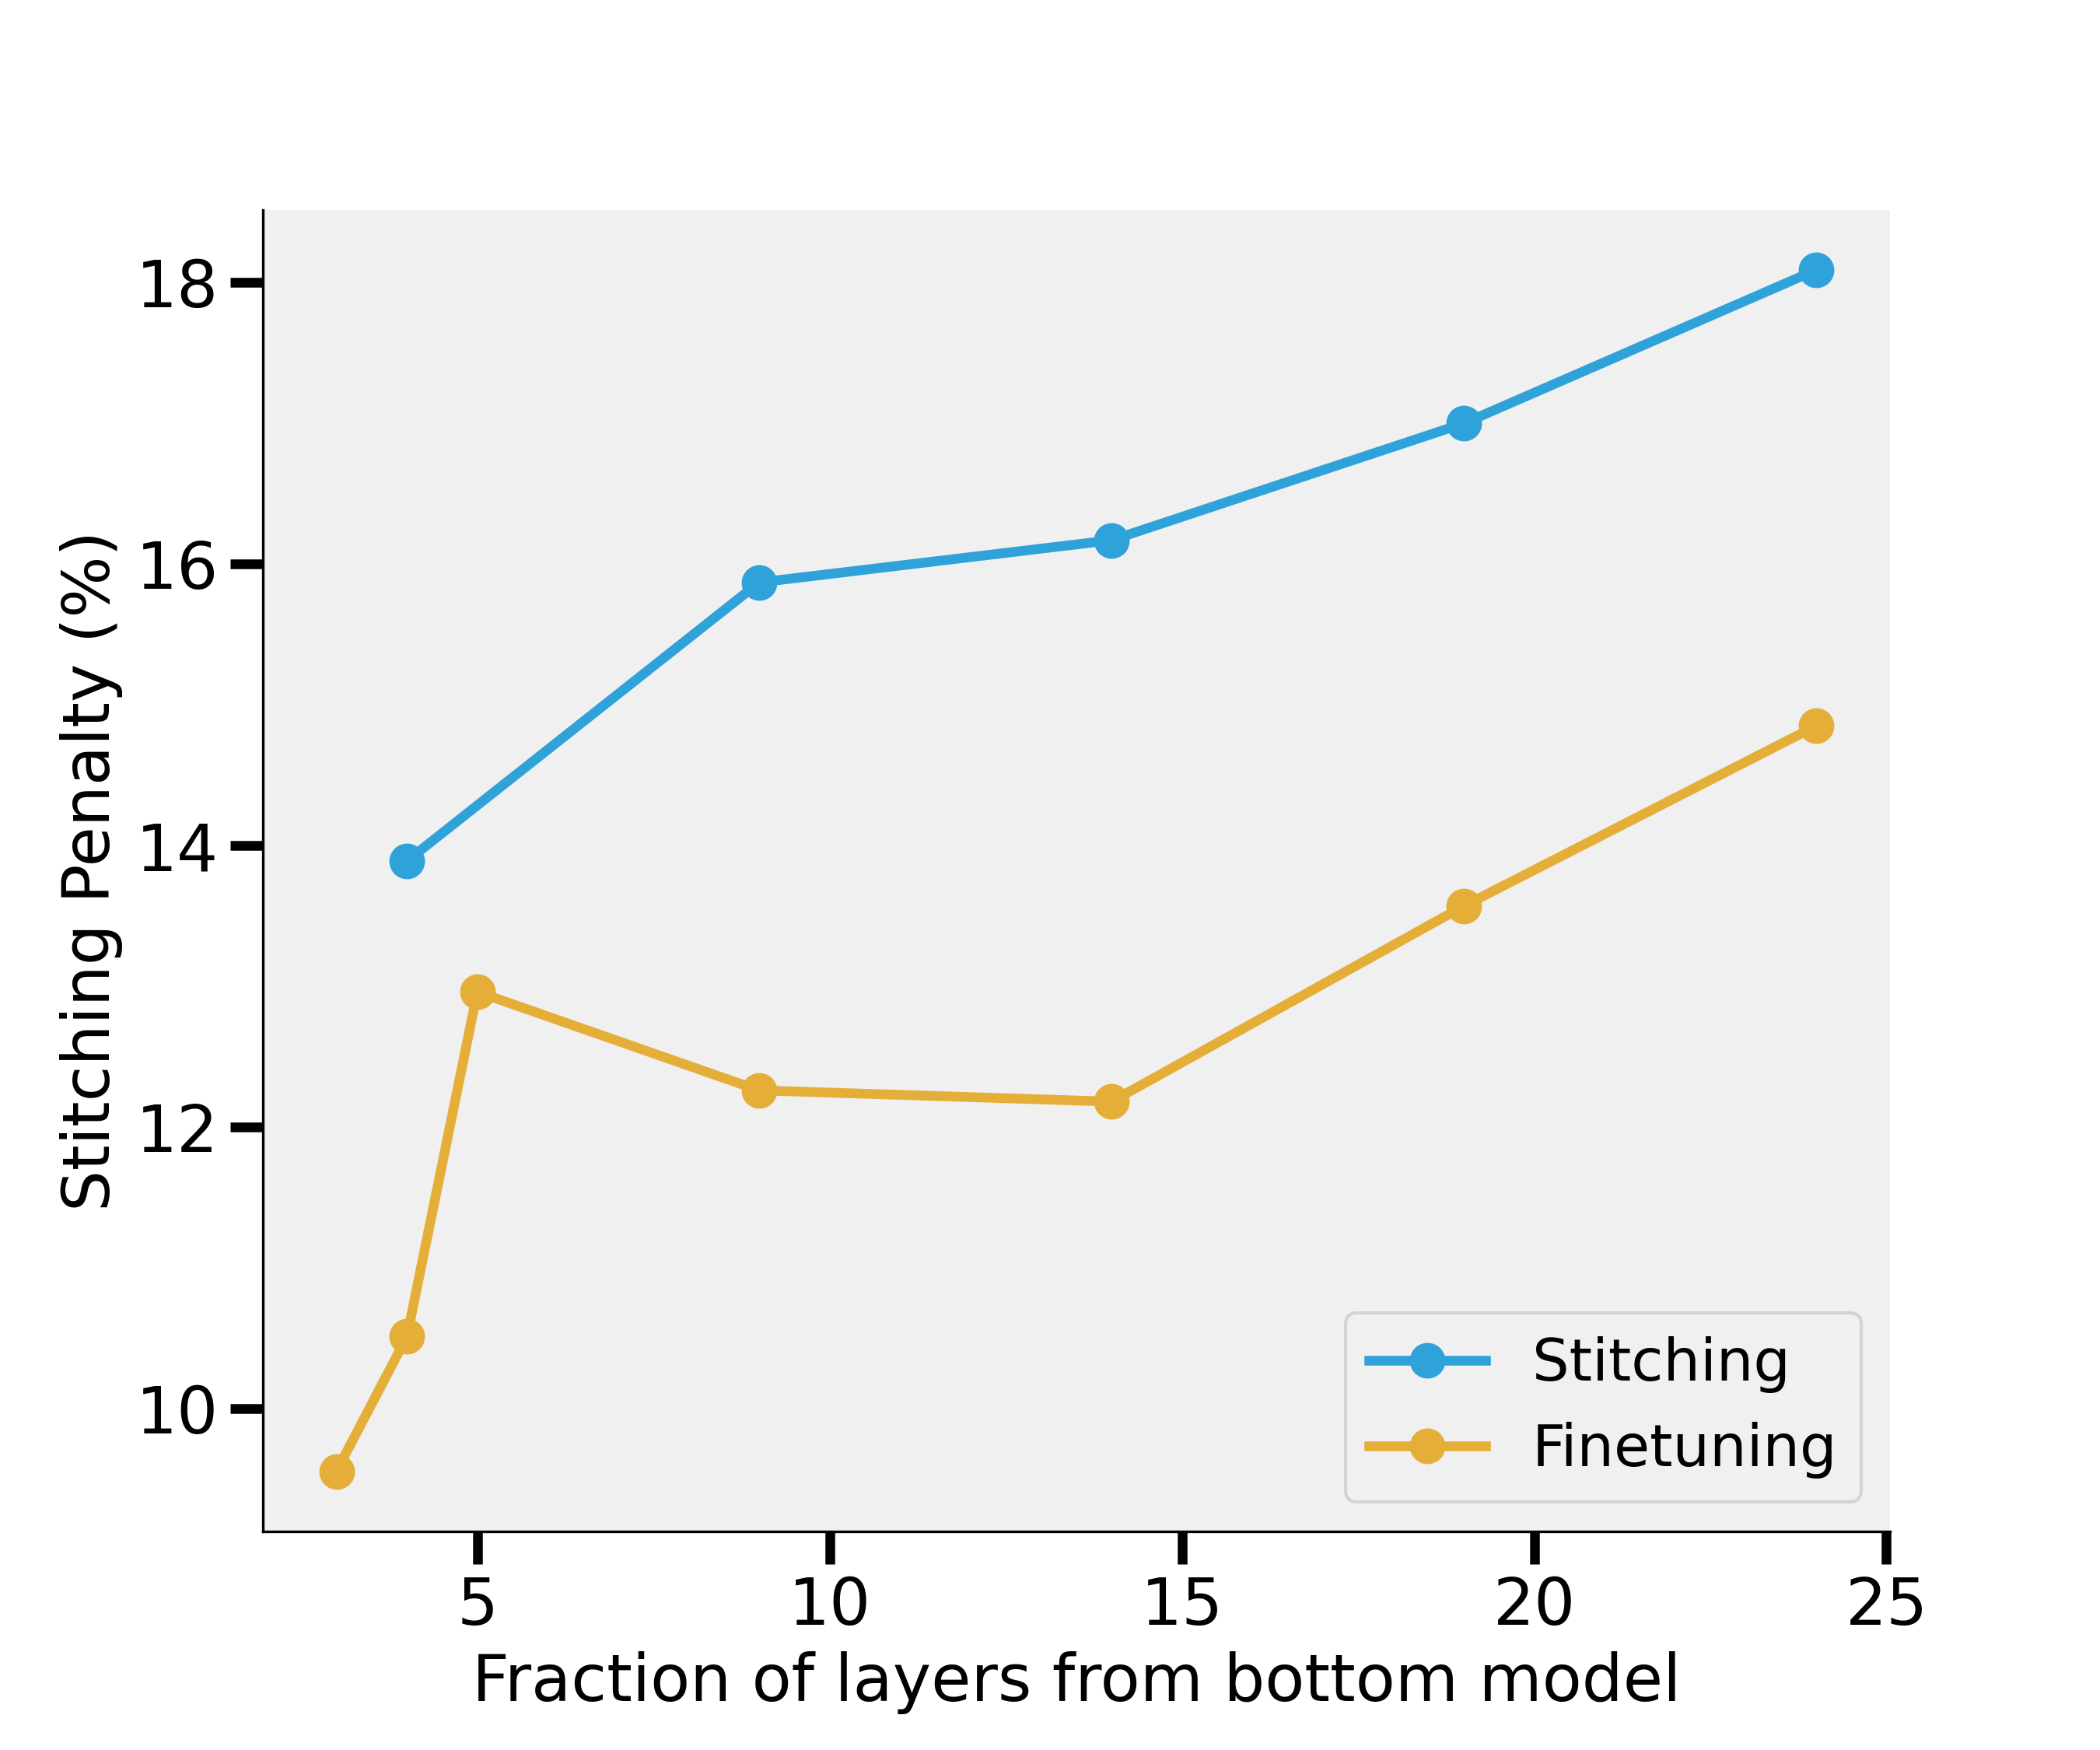 18
16
14
12
10
Stitching Penalty (%)
Stitching
Finetuning
5 10 15 20 25
Fraction of layers from bottom model